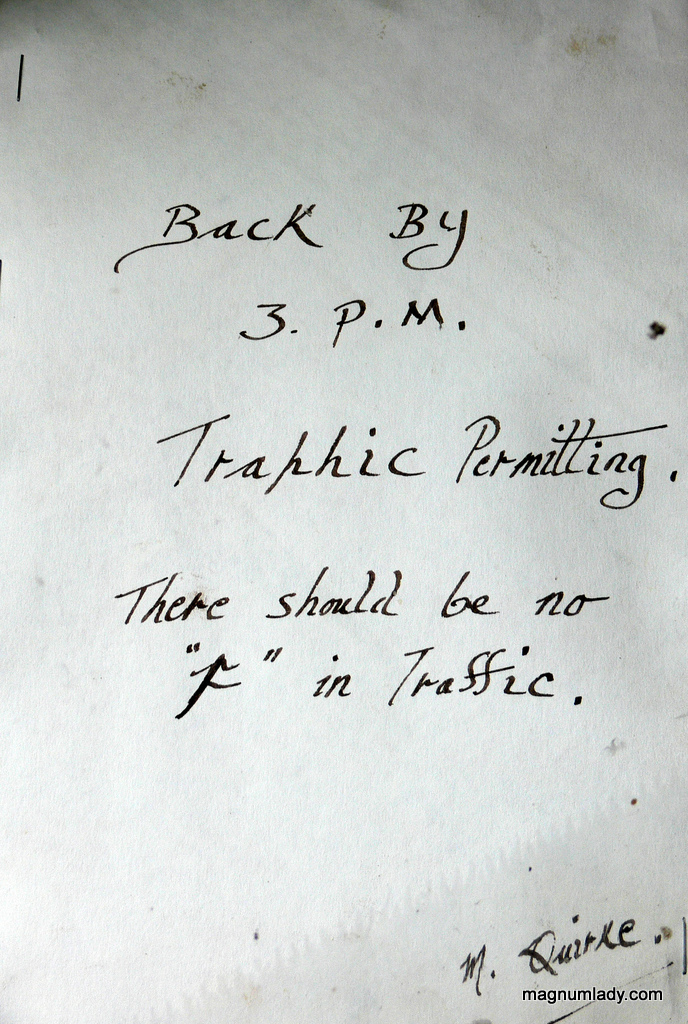 Back By
3. P.M.
Traphic Permitting.
There should be no
"F" in Traffic.
M. Quirke.
magnumlady.com